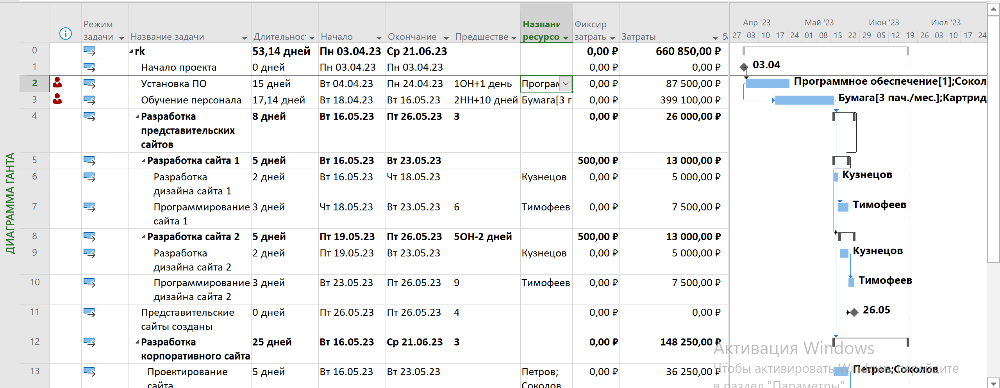 ДИАГРАММА ГАНТА
Режим задачи
Название задачи
Длительнос
Начало
Окончание
Предшестве
Названи ресурсо
Фиксир затрать
Затраты
Апр '23 Май '23 Июн '23 Июл '23
27 03 10 17 24 01 08 15 22 29 05 12 19 26 03 10 17 24
0 rk 53,14 дней Пн 03.04.23 Ср 21.06.23 0,00 ₽ 660 850,00 ₽
1 Начало проекта 0 дней Пн 03.04.23 Пн 03.04.23 0,00 ₽ 0,00 ₽ 03.04
2 Установка ПО 15 дней Вт 04.04.23 Пн 24.04.23 1ОН+1 день Програм 0,00 ₽ 87 500,00 ₽ Программное обеспечение[1];Сокол
3 Обучение персонала 17,14 дней Вт 18.04.23 Вт 16.05.23 2НН+10 дней Бумага[3 п 0,00 ₽ 399 100,00 ₽ Бумага[3 пач./мес.];Картрид
4 Разработка 8 дней Вт 16.05.23 Пт 26.05.23 3 0,00 ₽ 26 000,00 ₽
представительских
сайтов
5 Разработка сайта 1 5 дней Вт 16.05.23 Вт 23.05.23 500,00 ₽ 13 000,00 ₽
6 Разработка 2 дней Вт 16.05.23 Чт 18.05.23 Кузнецов 0,00 ₽ 5 000,00 ₽ Кузнецов
дизайна сайта 1
7 Программирование 3 дней Чт 18.05.23 Вт 23.05.23 6 Тимофеев 0,00 ₽ 7 500,00 ₽ Тимофеев
сайта 1
8 Разработка сайта 2 5 дней Пт 19.05.23 Пт 26.05.23 5ОН-2 дней 500,00 ₽ 13 000,00 ₽
9 Разработка 2 дней Пт 19.05.23 Вт 23.05.23 Кузнецов 0,00 ₽ 5 000,00 ₽ Кузнецов
дизайна сайта 2
10 Программирование 3 дней Вт 23.05.23 Пт 26.05.23 9 Тимофеев 0,00 ₽ 7 500,00 ₽ Тимофеев
дизайна сайта 2
11 Представительские 0 дней Пт 26.05.23 Пт 26.05.23 4 0,00 ₽ 0,00 ₽ 26.05
сайты созданы
12 Разработка 25 дней Вт 16.05.23 Ср 21.06.23 3 0,00 ₽ 148 250,00 ₽
корпоративного сайта
13 Проектирование 5 дней Вт 16.05.23 Вт 23.05.23 Петров; 0,00 ₽ 36 250,00 ₽ Петров;Соколов
сайта Соколов
Активация Windows
Чтобы активировать Windows, перейдите
в раздел "Параметры"